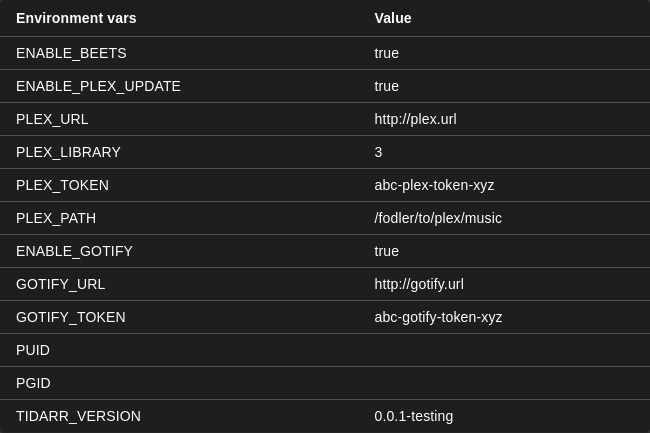 Environment vars Value
ENABLE_BEETS true
ENABLE_PLEX_UPDATE true
PLEX_URL http://plex.url
PLEX_LIBRARY 3
PLEX_TOKEN abc-plex-token-xyz
PLEX_PATH /fodler/to/plex/music
ENABLE_GOTIFY true
GOTIFY_URL http://gotify.url
GOTIFY_TOKEN abc-gotify-token-xyz
PUID
PGID
TIDARR_VERSION 0.0.1-testing